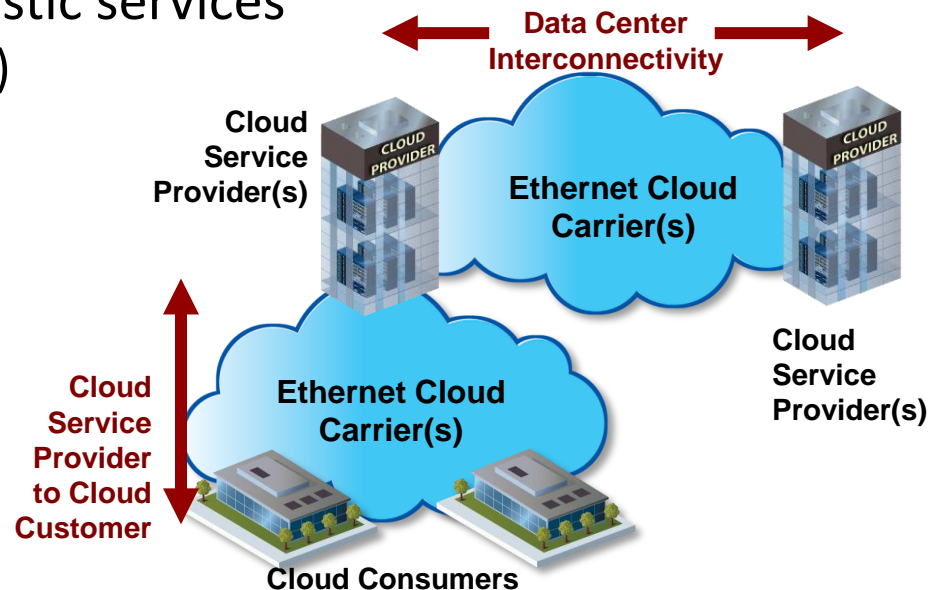 stic services
)
Data Center
Interconnectivity
Cloud
Service
Provider(s)
CLOUD
PROVIDER
Ethernet Cloud
Carrier(s)
CLOUD
PROVIDER
Cloud
Service
Provider(s)
Cloud
Service
Provider
to Cloud
Customer
Ethernet Cloud
Carrier(s)
Cloud Consumers